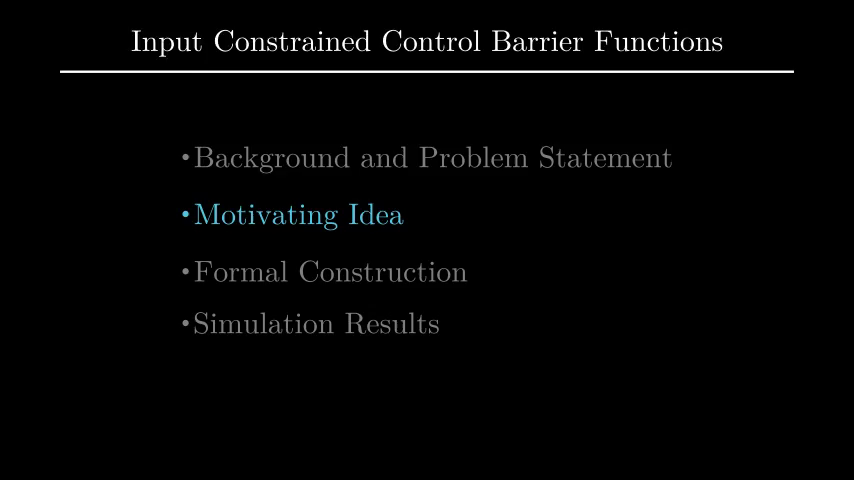 Input Constrained Control Barrier Functions
•Background and Problem Statement
•Motivating Idea
•Formal Construction
•Simulation Results